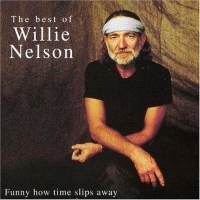 The best of
Willie
Nelson
Funny how time slips away